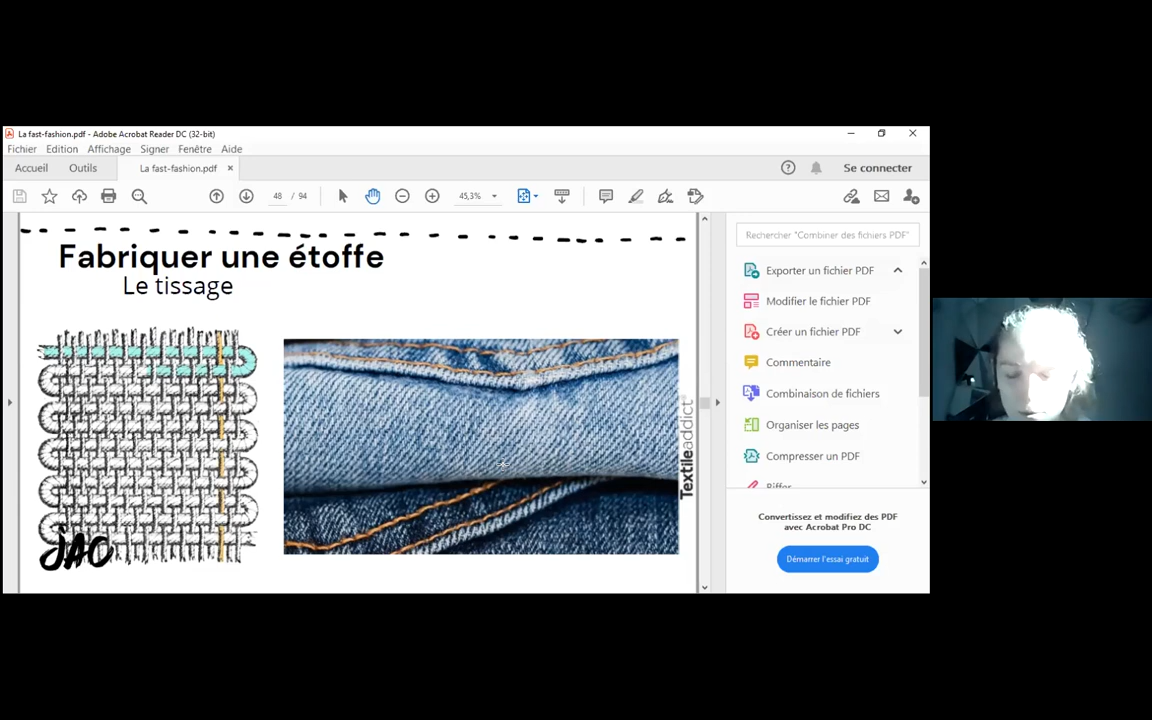 La fast-fashion.pdf - Adobe Acrobat Reader DC (32-bit)
Fichier Edition Affichage Signer Fenêtre Aide
Accueil Outils La fast-fashion.pdf × Se connecter
48 / 94 45,3%
Fabriquer une étoffe
Le tissage
JAC
Textileaddict
Rechercher "Combiner des fichiers PDF"
Exporter un fichier PDF
Modifier le fichier PDF
Créer un fichier PDF
Commentaire
Combinaison de fichiers
Organiser les pages
Compresser un PDF
Biffer
Convertissez et modifiez des PDF
avec Acrobat Pro DC
Démarrer l'essai gratuit